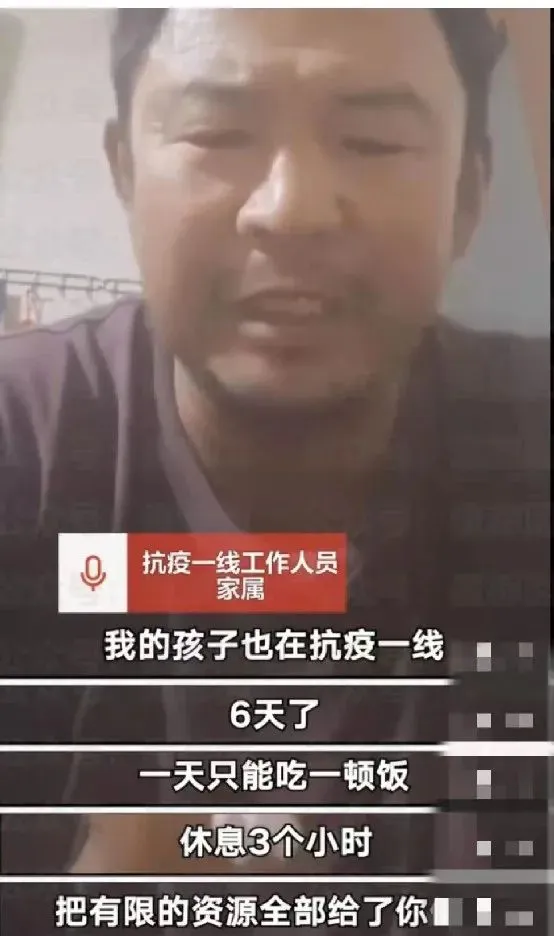 抗疫一线工作人员
家属
我的孩子也在抗疫一线
6天了
一天只能吃一顿饭
休息3个小时
把有限的资源全部给了你